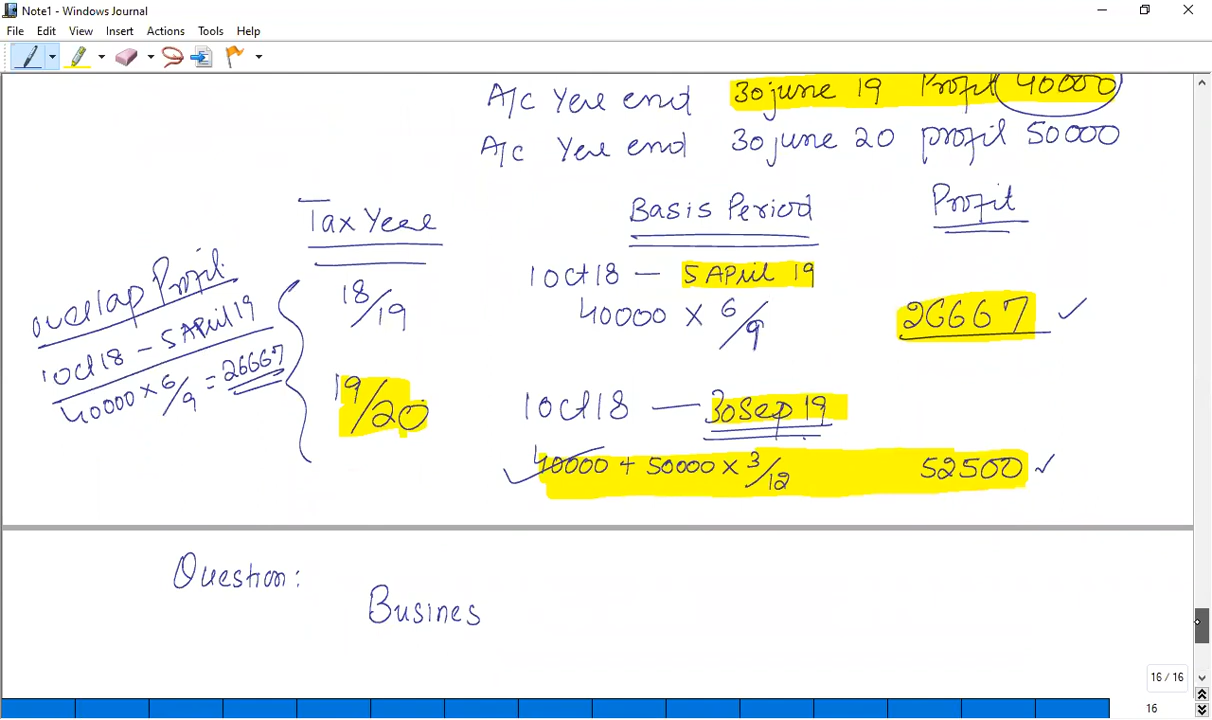 Note1 - Windows Journal
File Edit View Insert Actions Tools Help
A/c Year end 30 june 19 Profit 40000
A/c Year end 30 june 20 profit 50000
Tax Year Basis Period Profit
18/19 1 Oct 18 — 5 April 19
40000 × 6/9 26667
overlap Profit
1 Oct 18 - 5 April 19
40000 × 6/9 = 26667
19/20 1 Oct 18 — 30 Sep 19
40000 + 50000 × 3/12 52500
Question:
Busines
16 / 16
16